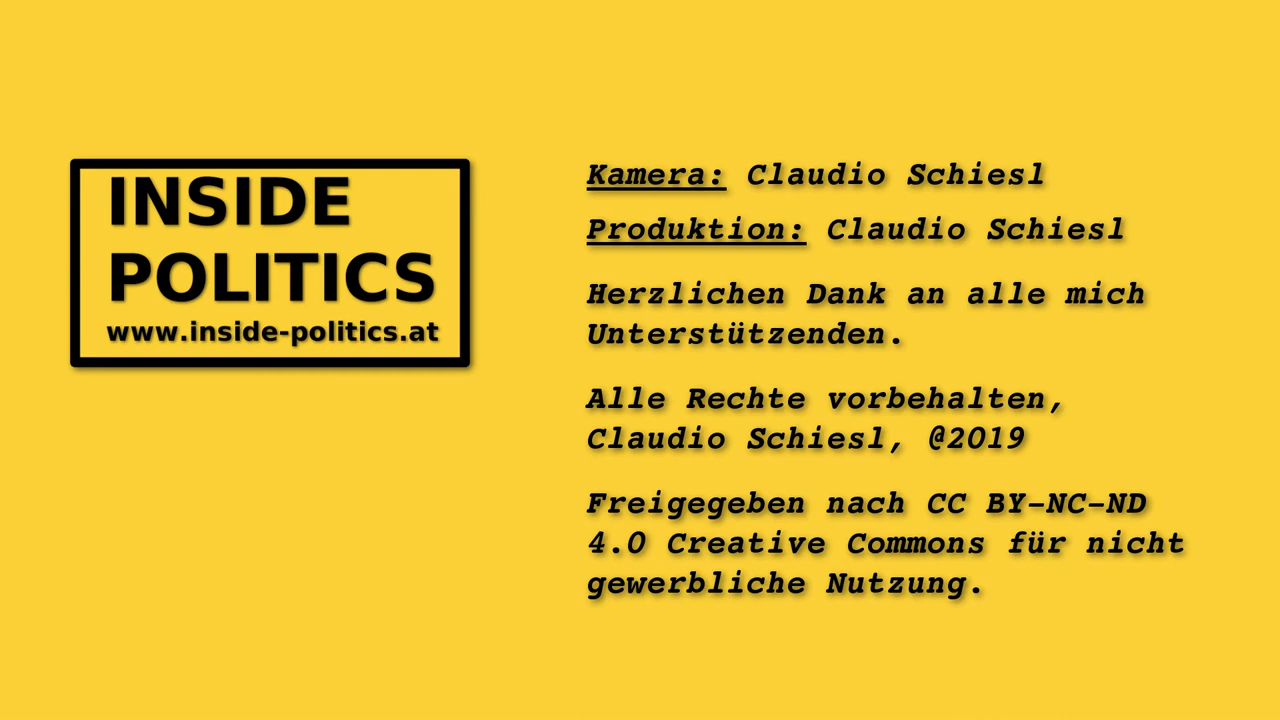 INSIDE
POLITICS
www.inside-politics.at
Kamera: Claudio Schiesl
Produktion: Claudio Schiesl
Herzlichen Dank an alle mich
Unterstützenden.
Alle Rechte vorbehalten,
Claudio Schiesl, @2019
Freigegeben nach CC BY-NC-ND
4.0 Creative Commons für nicht
gewerbliche Nutzung.